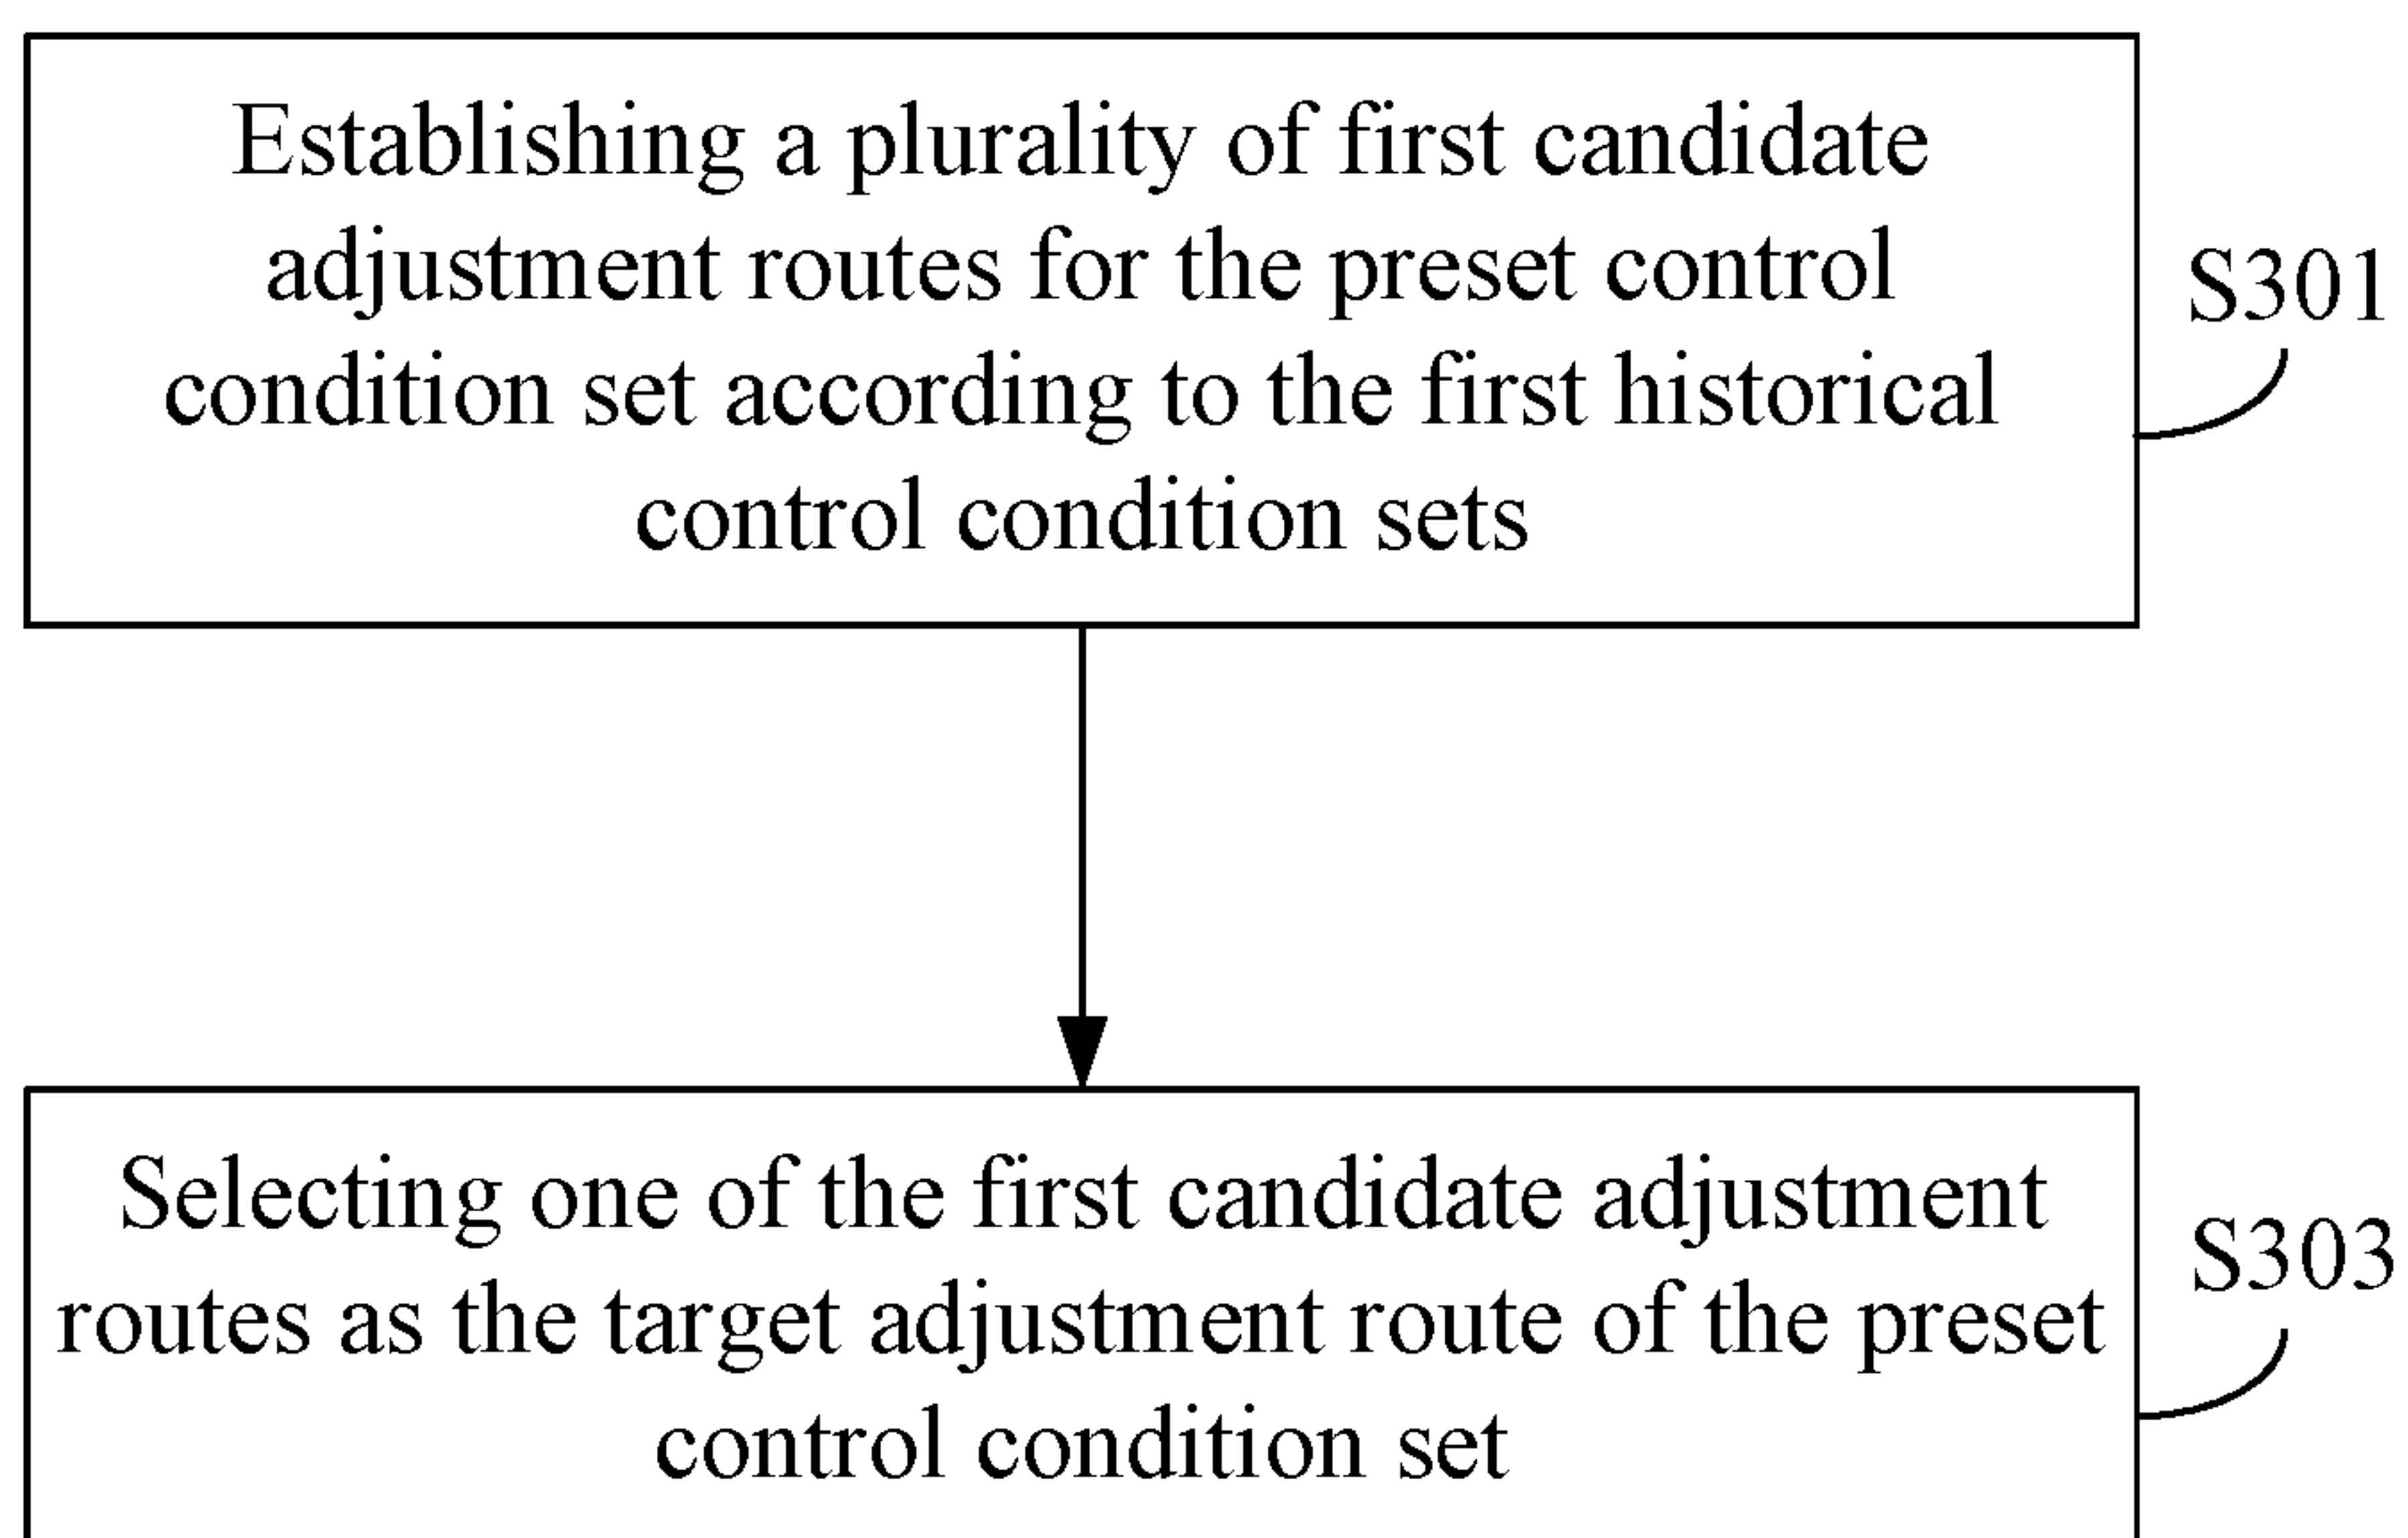 Establishing a plurality of first candidate
adjustment routes for the preset control
condition set according to the first historical
control condition sets
S301
Selecting one of the first candidate adjustment
routes as the target adjustment route of the preset
control condition set
S303